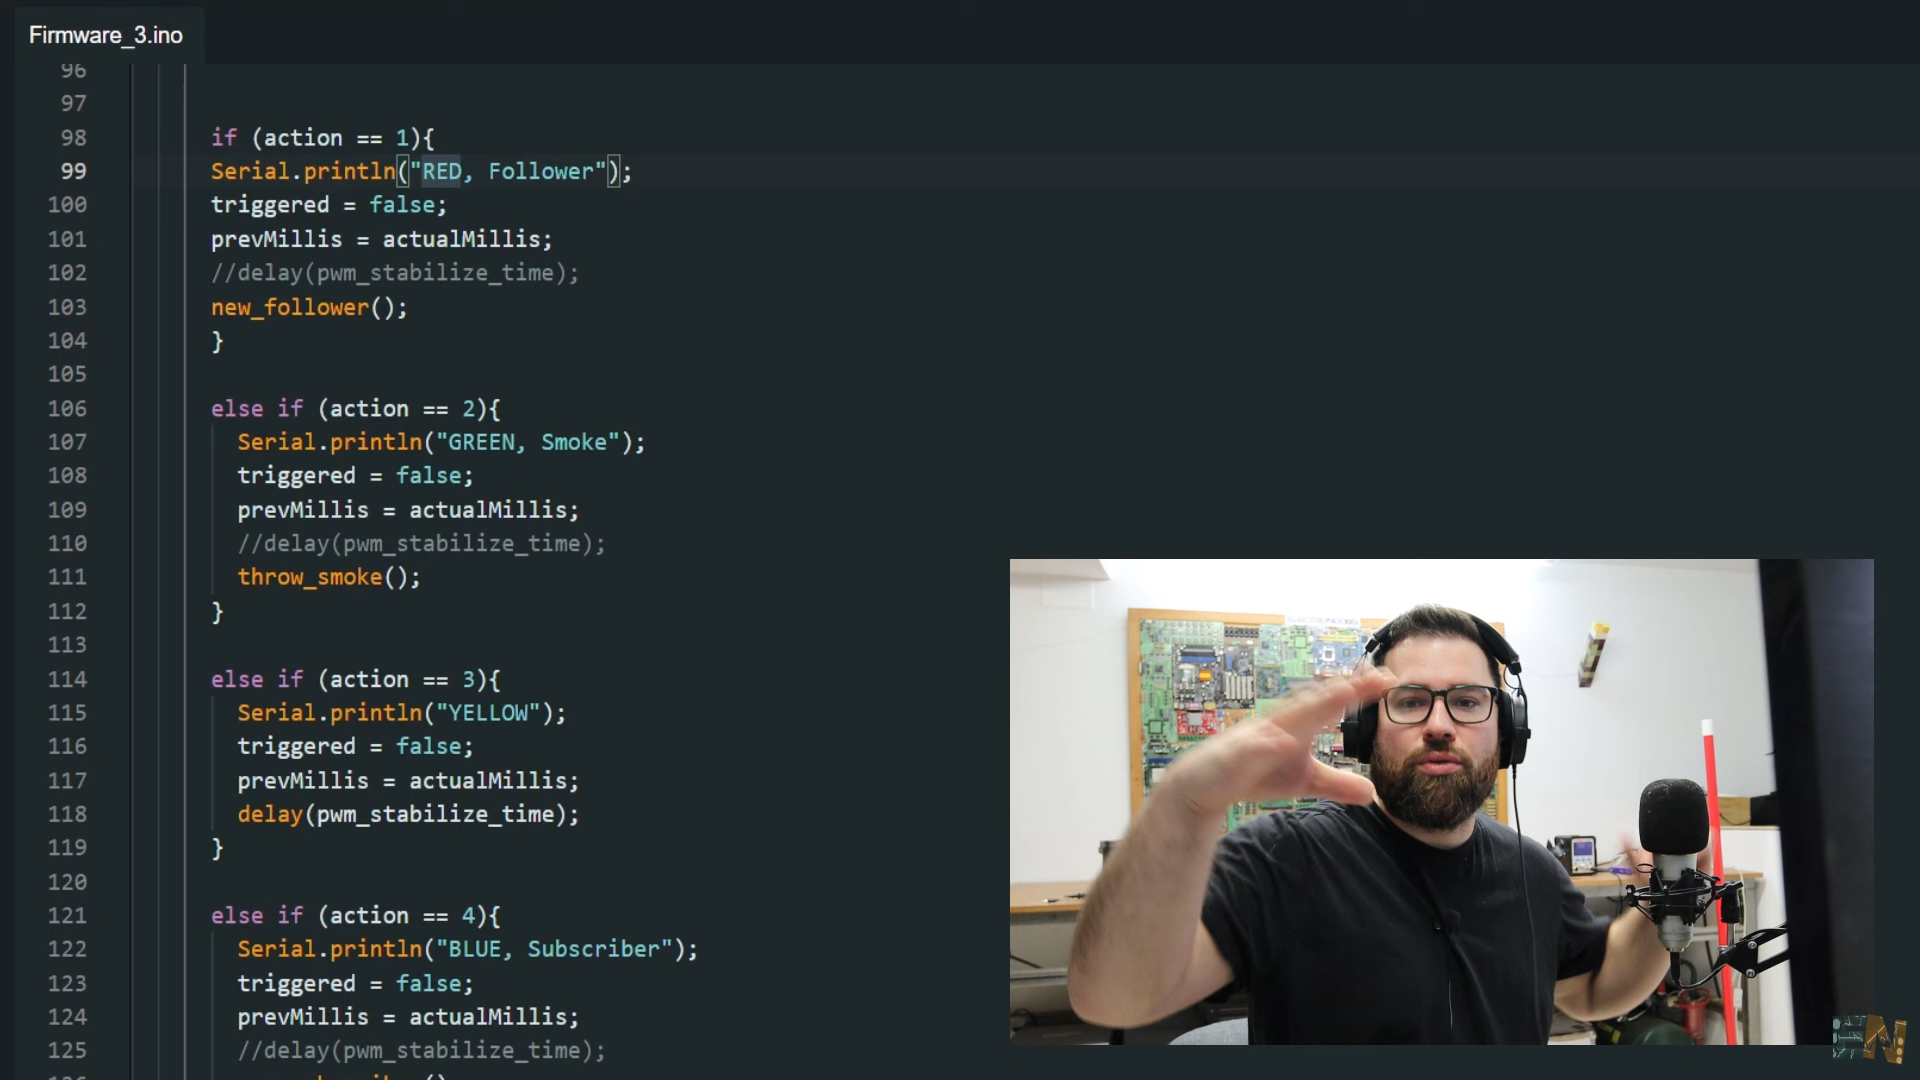 Firmware_3.ino
96
97
98 if (action == 1){
99 Serial.println("RED, Follower");
100 triggered = false;
101 prevMillis = actualMillis;
102 //delay(pwm_stabilize_time);
103 new_follower();
104 }
105
106 else if (action == 2){
107 Serial.println("GREEN, Smoke");
108 triggered = false;
109 prevMillis = actualMillis;
110 //delay(pwm_stabilize_time);
111 throw_smoke();
112 }
113
114 else if (action == 3){
115 Serial.println("YELLOW");
116 triggered = false;
117 prevMillis = actualMillis;
118 delay(pwm_stabilize_time);
119 }
120
121 else if (action == 4){
122 Serial.println("BLUE, Subscriber");
123 triggered = false;
124 prevMillis = actualMillis;
125 //delay(pwm_stabilize_time);
EN